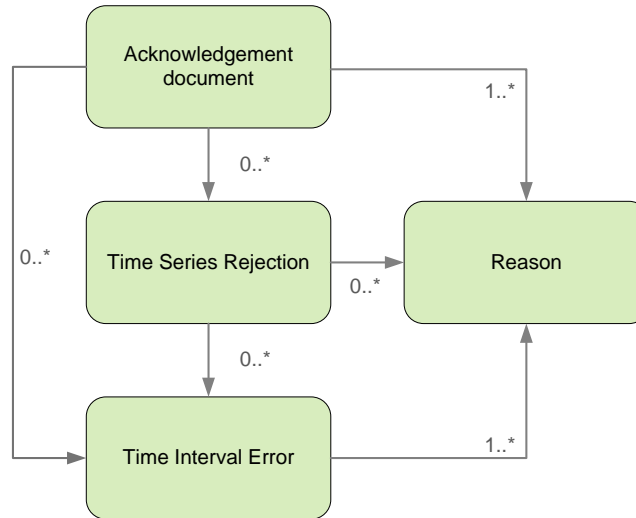 Acknowledgement
document
1..*
0..*
0..*
Time Series Rejection
0..*
Reason
0..*
Time Interval Error
1..*